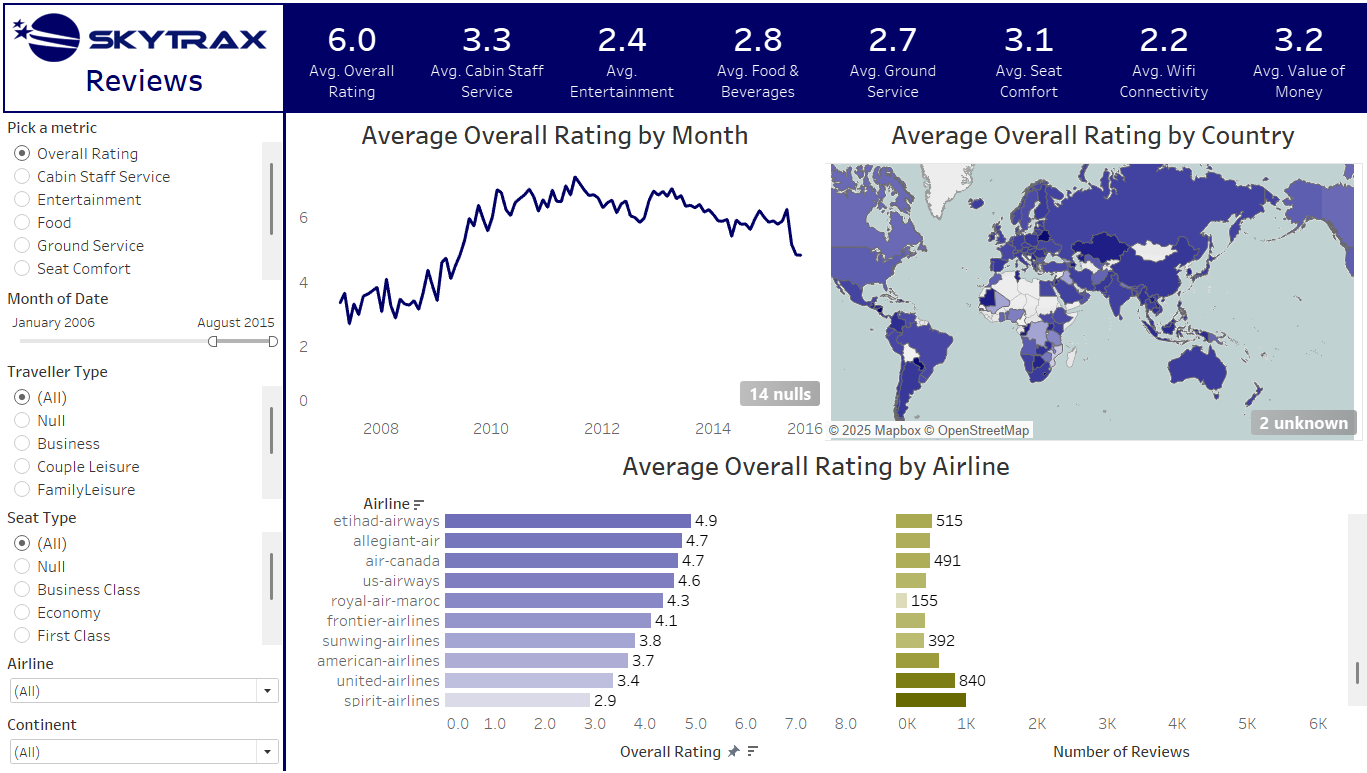 SKYTRAX
Reviews
6.0
Avg. Overall
Rating
3.3
Avg. Cabin Staff
Service
2.4
Avg.
Entertainment
2.8
Avg. Food &
Beverages
2.7
Avg. Ground
Service
3.1
Avg. Seat
Comfort
2.2
Avg. Wifi
Connectivity
3.2
Avg. Value of
Money
Pick a metric
Overall Rating
Cabin Staff Service
Entertainment
Food
Ground Service
Seat Comfort
Month of Date
January 2006 August 2015
Traveller Type
(All)
Null
Business
Couple Leisure
FamilyLeisure
Seat Type
(All)
Null
Business Class
Economy
First Class
Airline
(All)
Continent
(All)
Average Overall Rating by Month
6
4
2
0
14 nulls
2008 2010 2012 2014 2016
Average Overall Rating by Country
© 2025 Mapbox © OpenStreetMap
2 unknown
Average Overall Rating by Airline
Airline
etihad-airways 4.9 515
allegiant-air 4.7
air-canada 4.7 491
us-airways 4.6
royal-air-maroc 4.3 155
frontier-airlines 4.1
sunwing-airlines 3.8 392
american-airlines 3.7
united-airlines 3.4 840
spirit-airlines 2.9
0.0 1.0 2.0 3.0 4.0 5.0 6.0 7.0 8.0 0K 1K 2K 3K 4K 5K 6K
Overall Rating Number of Reviews